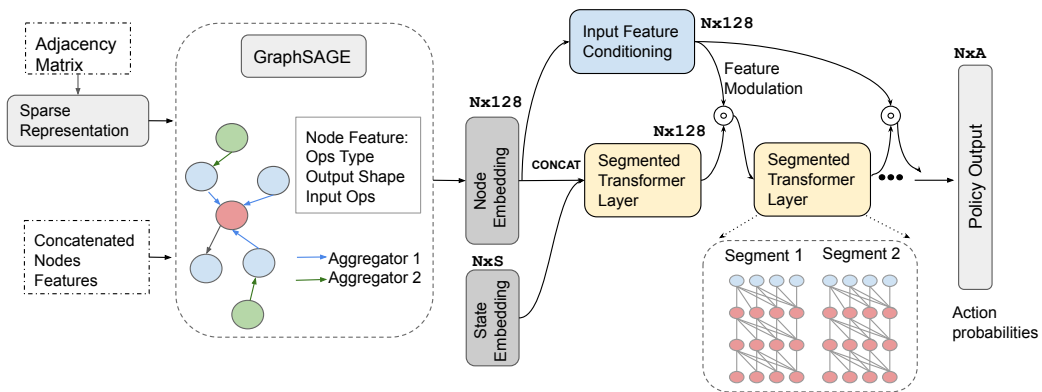 Adjacency
Matrix
Sparse
Representation
Concatenated
Nodes
Features
GraphSAGE
Node Feature:
Ops Type
Output Shape
Input Ops
Aggregator 1
Aggregator 2
Nx128
Node
Embedding
NxS
State
Embedding
CONCAT
Input Feature
Conditioning
Nx128
Feature
Modulation
Nx128
Segmented
Transformer
Layer
Segmented
Transformer
Layer
Segment 1
Segment 2
NxA
Policy Output
Action
probabilities